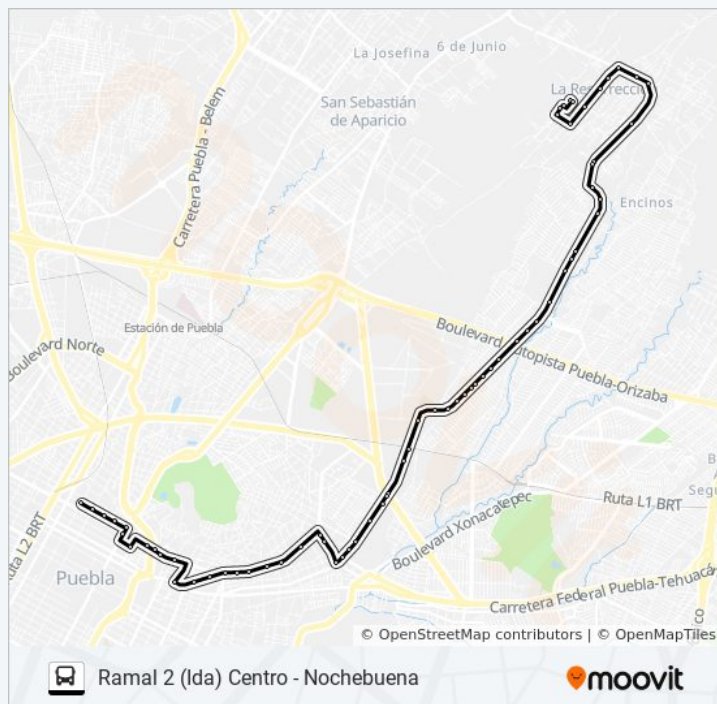 La Josefina
6 de Junio
La Resurrección
San Sebastián
de Aparicio
Carretera Puebla - Belem
Encinos
Estación de Puebla
Boulevard Norte
Boulevard Autopista Puebla-Orizaba
Ruta L2 BRT
Puebla
Boulevard Xonacatepec
Ruta L1 BRT
Carretera Federal Puebla-Tehuacá
© OpenStreetMap contributors | © OpenMapTiles
Ramal 2 (Ida) Centro - Nochebuena
moovit